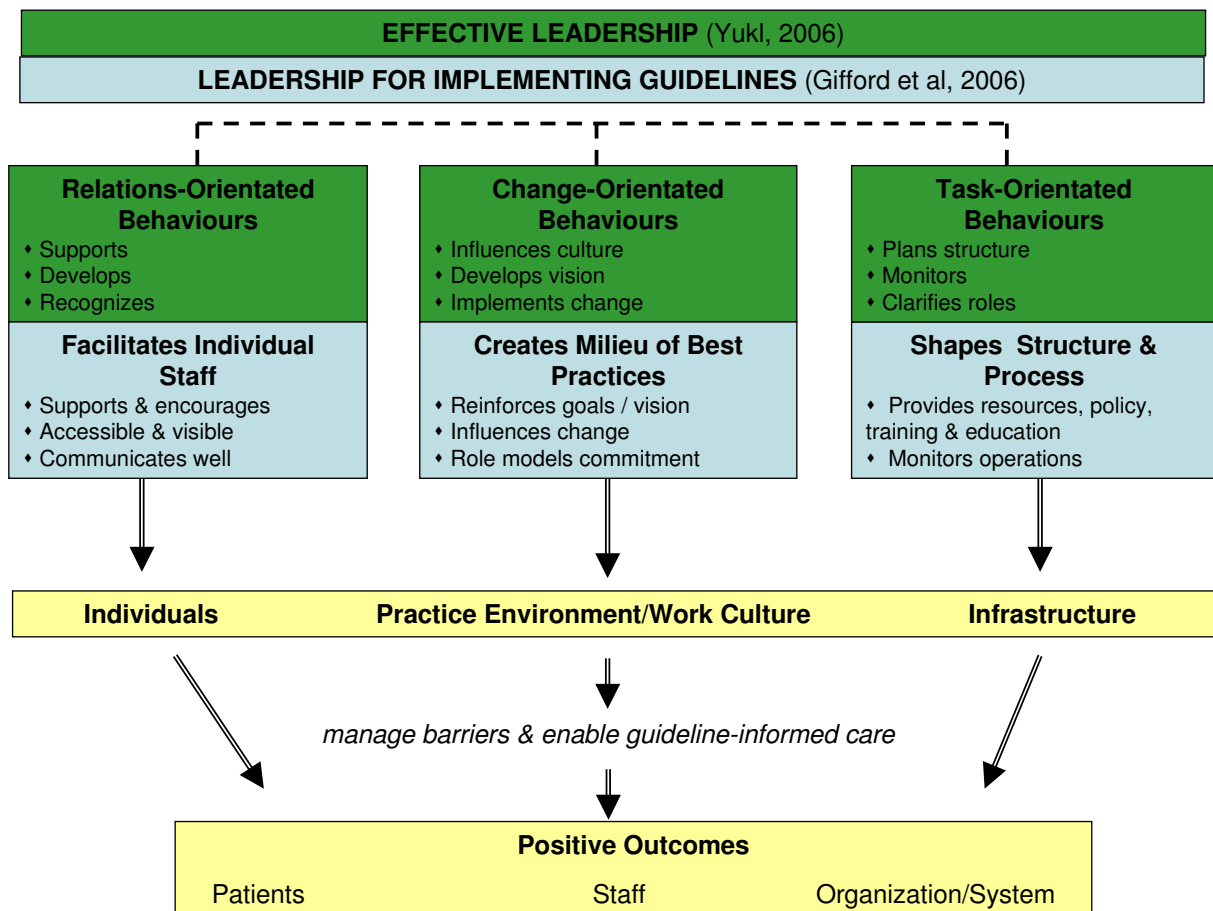 EFFECTIVE LEADERSHIP (Yukl, 2006)
LEADERSHIP FOR IMPLEMENTING GUIDELINES (Gifford et al, 2006)
Relations-Orientated
Behaviours
♦ Supports
♦ Develops
♦ Recognizes
Facilitates Individual
Staff
♦ Supports & encourages
♦ Accessible & visible
♦ Communicates well
Change-Orientated
Behaviours
♦ Influences culture
♦ Develops vision
♦ Implements change
Creates Milieu of Best
Practices
♦ Reinforces goals / vision
♦ Influences change
♦ Role models commitment
Task-Orientated
Behaviours
♦ Plans structure
♦ Monitors
♦ Clarifies roles
Shapes Structure &
Process
♦ Provides resources, policy,
training & education
♦ Monitors operations
Individuals Practice Environment/Work Culture Infrastructure
manage barriers & enable guideline-informed care
Positive Outcomes
Patients Staff Organization/System